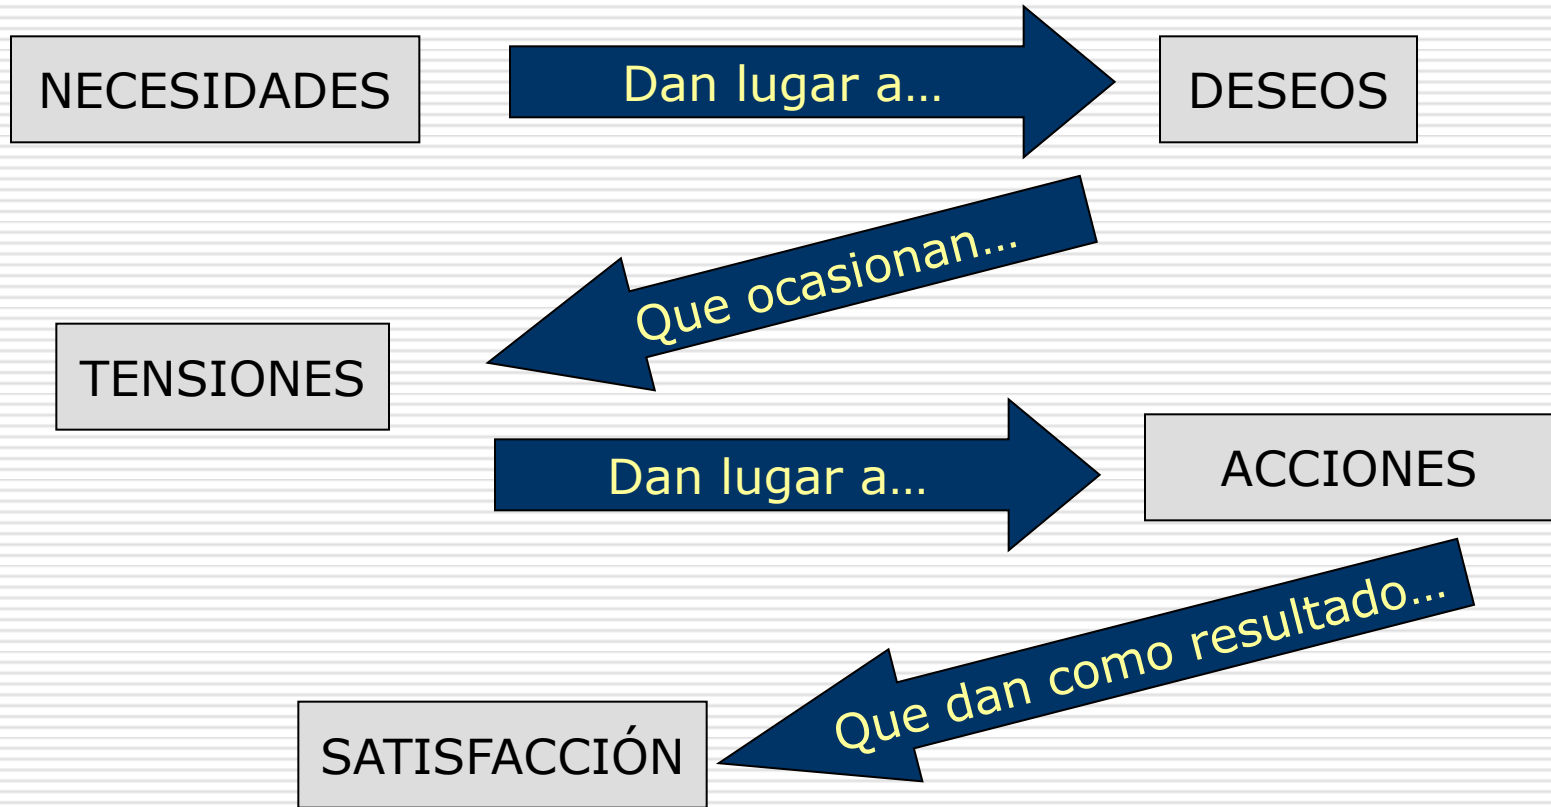 NECESIDADES
Dan lugar a…
DESEOS
Que ocasionan…
TENSIONES
Dan lugar a…
ACCIONES
Que dan como resultado…
SATISFACCIÓN